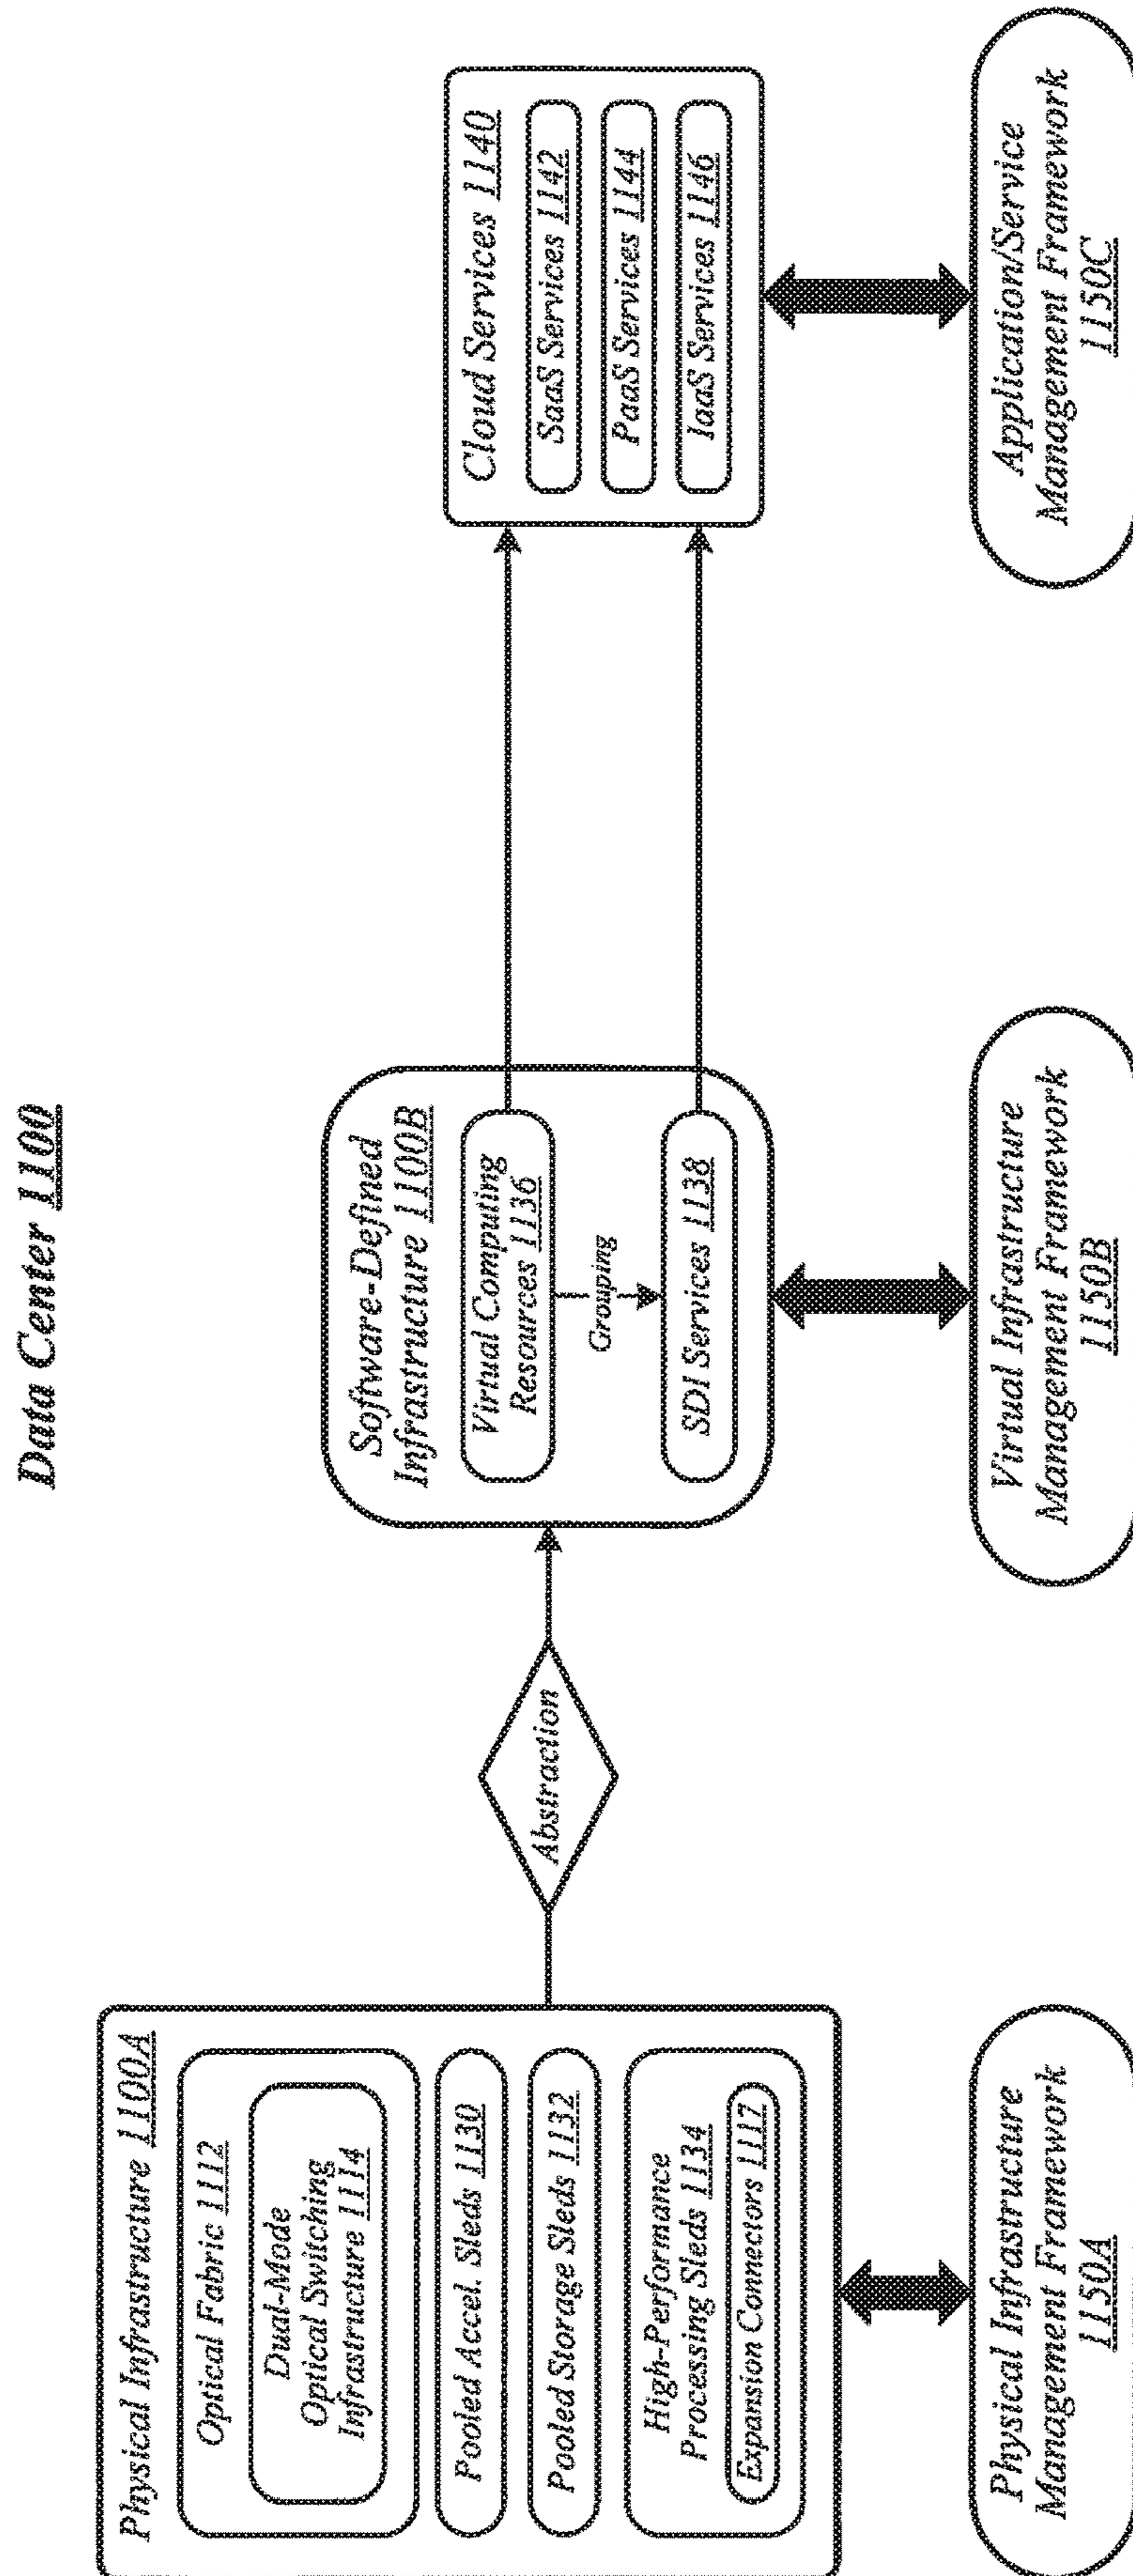 Data Center 1100
Physical Infrastructure 1100A
Optical Fabric 1112
Dual-Mode
Optical Switching
Infrastructure 1114
Pooled Accel. Sleds 1130
Pooled Storage Sleds 1132
High-Performance
Processing Sleds 1134
Expansion Connectors 1117
Abstraction
Software-Defined
Infrastructure 1100B
Virtual Computing
Resources 1136
Grouping
SDI Services 1138
Cloud Services 1140
SaaS Services 1142
PaaS Services 1144
IaaS Services 1146
Physical Infrastructure
Management Framework
1150A
Virtual Infrastructure
Management Framework
1150B
Application/Service
Management Framework
1150C